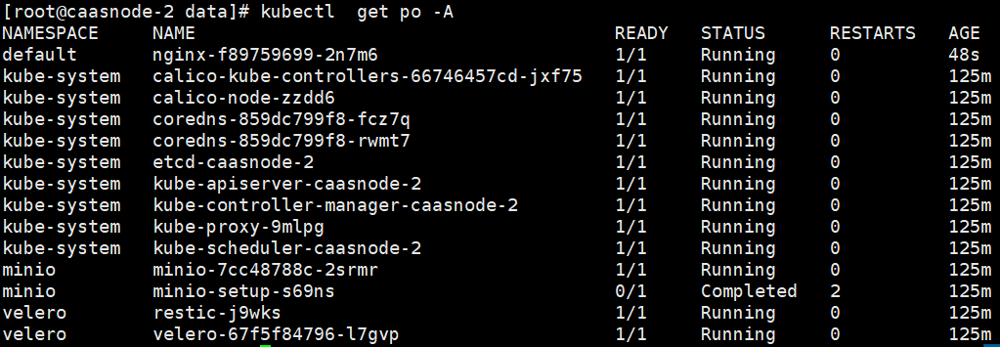 [root@caasnode-2 data]# kubectl  get po -A
NAMESPACE     NAME                                       READY   STATUS      RESTARTS   AGE
default       nginx-f89759699-2n7m6                      1/1     Running     0          48s
kube-system   calico-kube-controllers-66746457cd-jxf75   1/1     Running     0          125m
kube-system   calico-node-zzdd6                          1/1     Running     0          125m
kube-system   coredns-859dc799f8-fcz7q                   1/1     Running     0          125m
kube-system   coredns-859dc799f8-rwmt7                   1/1     Running     0          125m
kube-system   etcd-caasnode-2                            1/1     Running     0          125m
kube-system   kube-apiserver-caasnode-2                  1/1     Running     0          125m
kube-system   kube-controller-manager-caasnode-2         1/1     Running     0          125m
kube-system   kube-proxy-9mlpg                           1/1     Running     0          125m
kube-system   kube-scheduler-caasnode-2                  1/1     Running     0          125m
minio         minio-7cc48788c-2srmr                      1/1     Running     0          125m
minio         minio-setup-s69ns                          0/1     Completed   2          125m
velero        restic-j9wks                               1/1     Running     0          125m
velero        velero-67f5f84796-l7gvp                    1/1     Running     0          125m